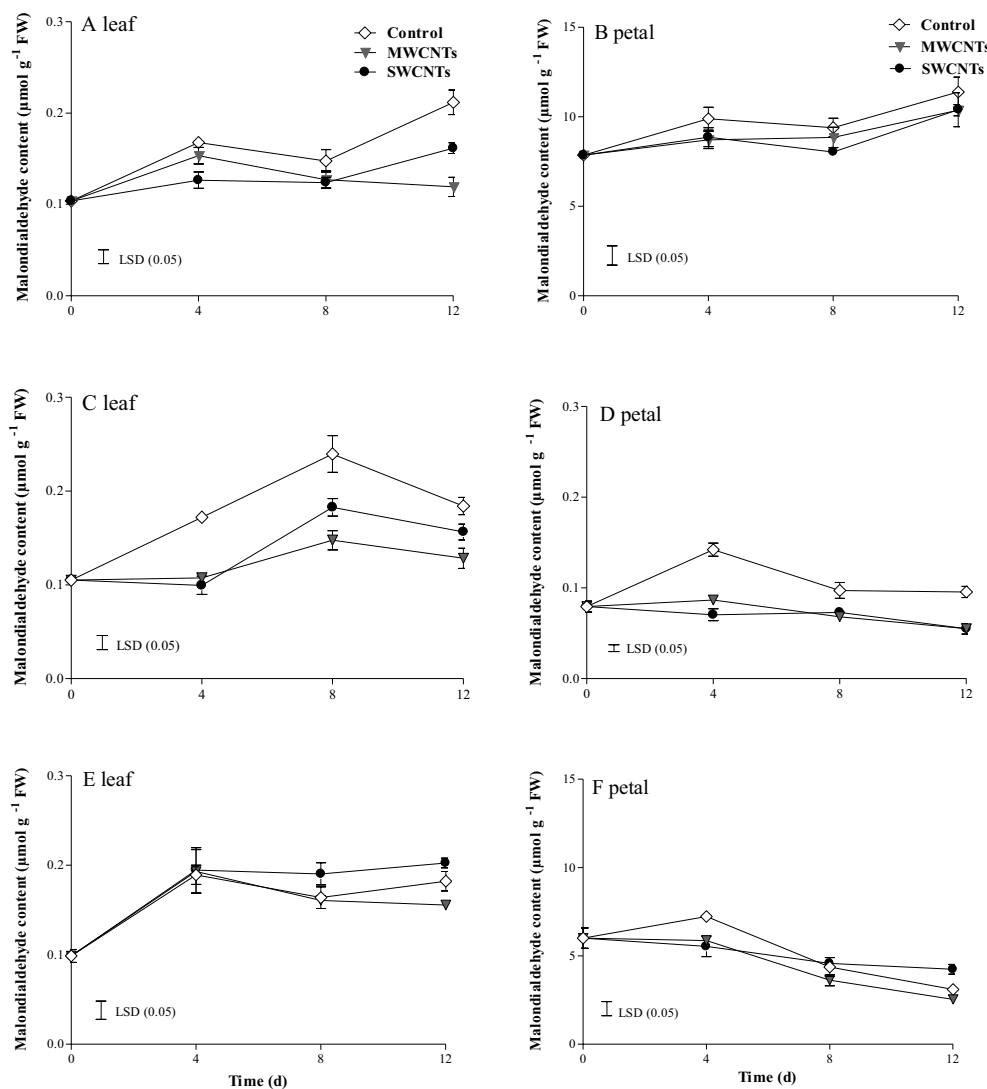 A leaf
Control
MWCNTs
SWCNTs
Malondialdehyde content (µmol g -1 FW)
0.3
0.2
0.1
0.0
LSD (0.05)
0 4 8 12
B petal
Control
MWCNTs
SWCNTs
Malondialdehyde content (µmol g -1 FW)
15
10
5
0
LSD (0.05)
0 4 8 12
C leaf
Malondialdehyde content (µmol g -1 FW)
0.3
0.2
0.1
0.0
LSD (0.05)
0 4 8 12
D petal
Malondialdehyde content (µmol g -1 FW)
0.3
0.2
0.1
0.0
LSD (0.05)
0 4 8 12
E leaf
Malondialdehyde content (µmol g -1 FW)
0.3
0.2
0.1
0.0
LSD (0.05)
0 4 8 12
Time (d)
F petal
Malondialdehyde content (µmol g -1 FW)
15
10
5
0
LSD (0.05)
0 4 8 12
Time (d)